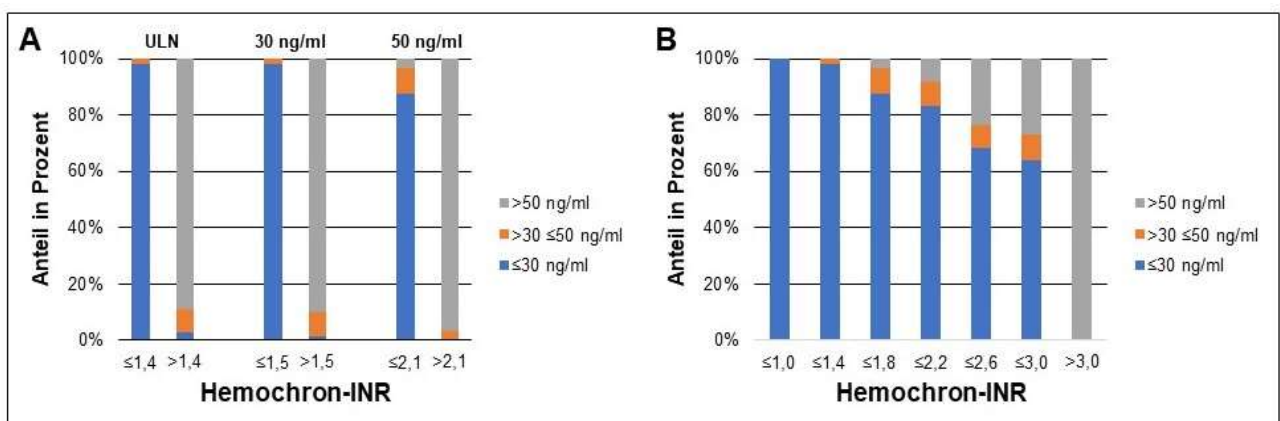 A
ULN 30 ng/ml 50 ng/ml
Anteil in Prozent
100%
80%
60%
40%
20%
0%
≤1,4 >1,4 ≤1,5 >1,5 ≤2,1 >2,1
Hemochron-INR
>50 ng/ml
>30 ≤50 ng/ml
≤30 ng/ml
B
Anteil in Prozent
100%
80%
60%
40%
20%
0%
≤1,0 ≤1,4 ≤1,8 ≤2,2 ≤2,6 ≤3,0 >3,0
Hemochron-INR
>50 ng/ml
>30 ≤50 ng/ml
≤30 ng/ml